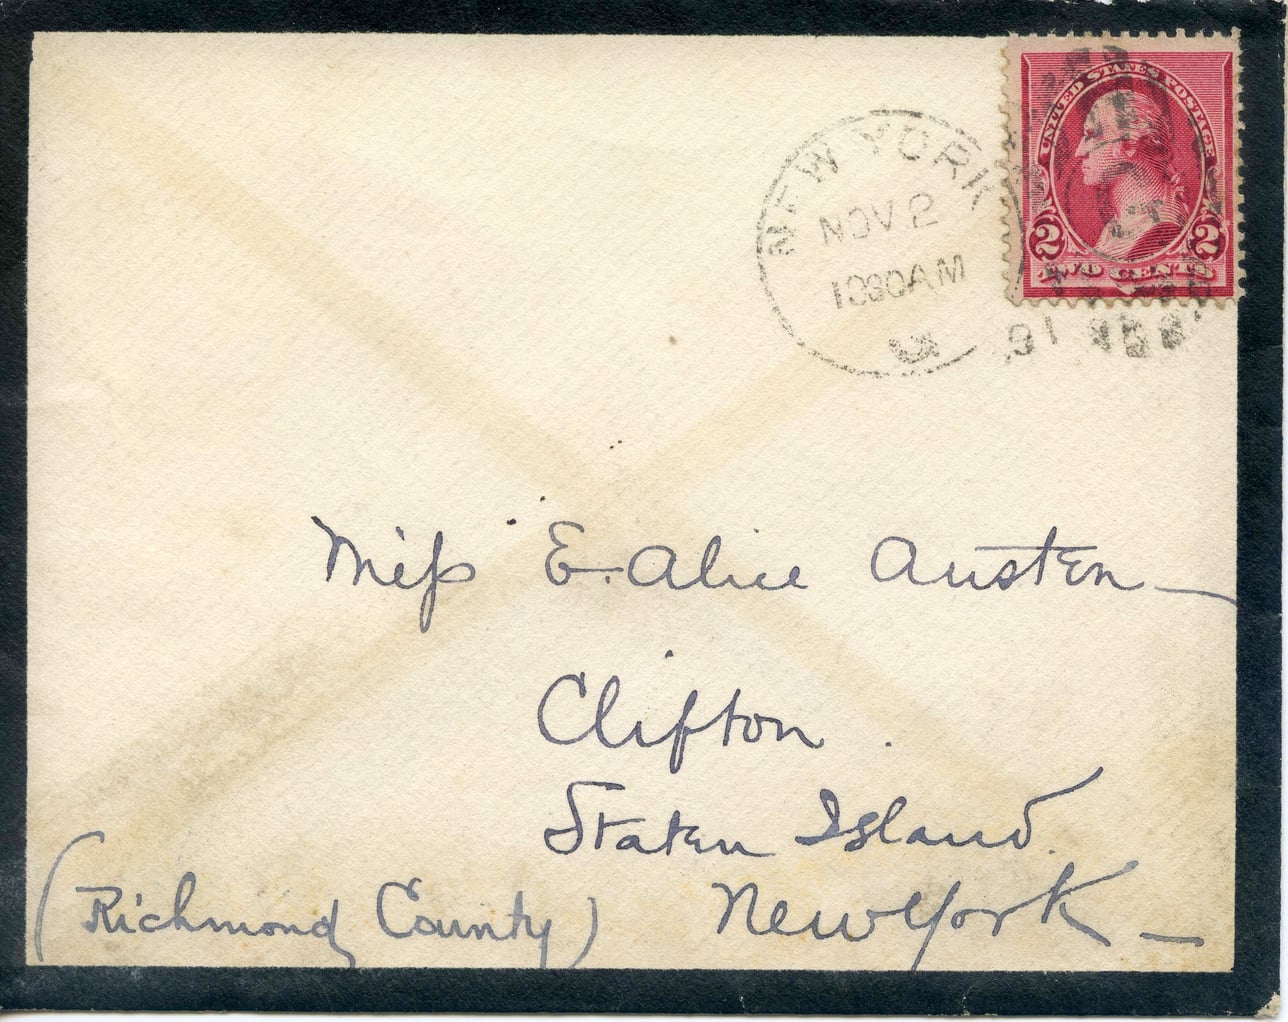 UNITED STATES POSTAGE
2 2
TWO CENTS
NEW YORK
NOV 2
1030AM
91
Miss E. Alice Austen
Clifton
Staten Island.
(Richmond County) New York